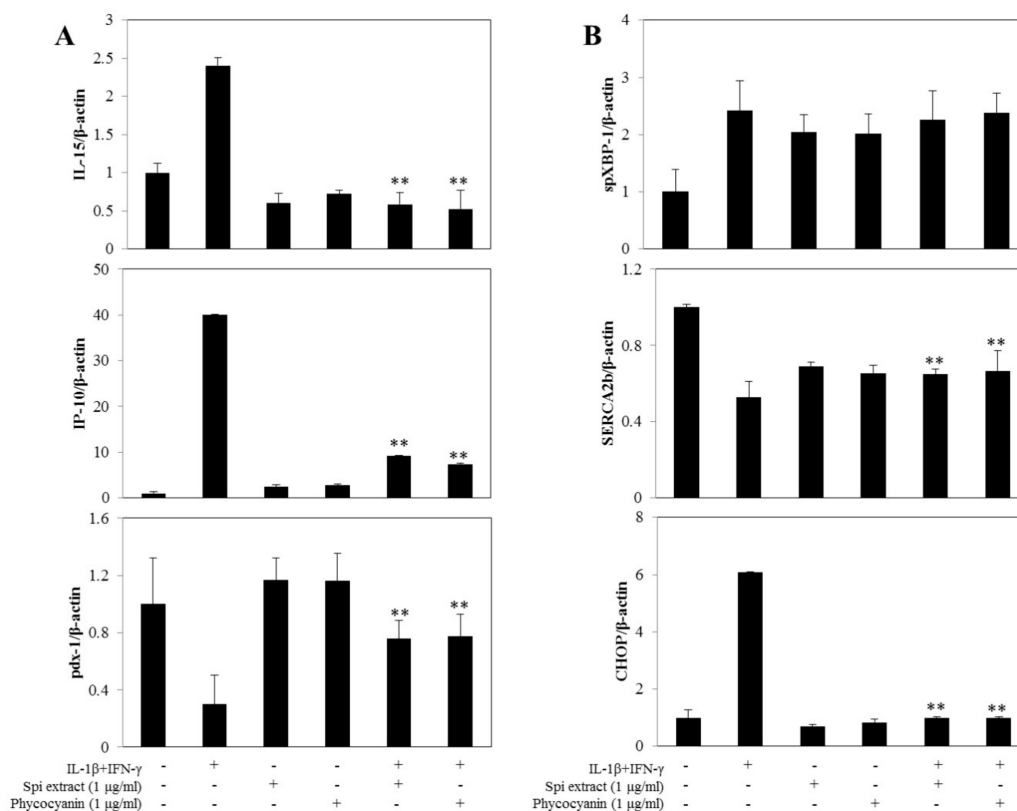 A
IL-15/β-actin
3
2.5
2
1.5
1
0.5
0
** **
IP-10/β-actin
50
40
30
20
10
0
** **
pdx-1/β-actin
1.6
1.2
0.8
0.4
0
** **
IL-1β+IFN-γ - + - - + +
Spi extract (1 μg/ml) - - + - + -
Phycocyanin (1 μg/ml) - - - + - +
B
spXBP-1/β-actin
4
3
2
1
0
SERCA2b/β-actin
1.2
0.8
0.4
0
** **
CHOP/β-actin
8
6
4
2
0
** **
IL-1β+IFN-γ - + - - + +
Spi extract (1 μg/ml) - - + - + -
Phycocyanin (1 μg/ml) - - - + - +